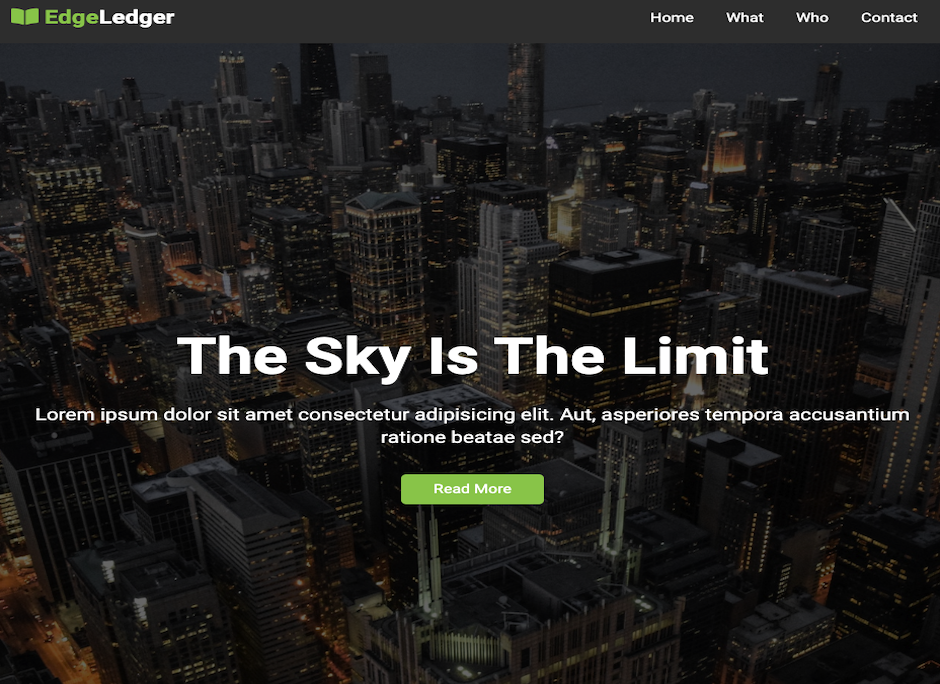 EdgeLedger
Home What Who Contact
The Sky Is The Limit
Lorem ipsum dolor sit amet consectetur adipisicing elit. Aut, asperiores tempora accusantium
ratione beatae sed?
Read More